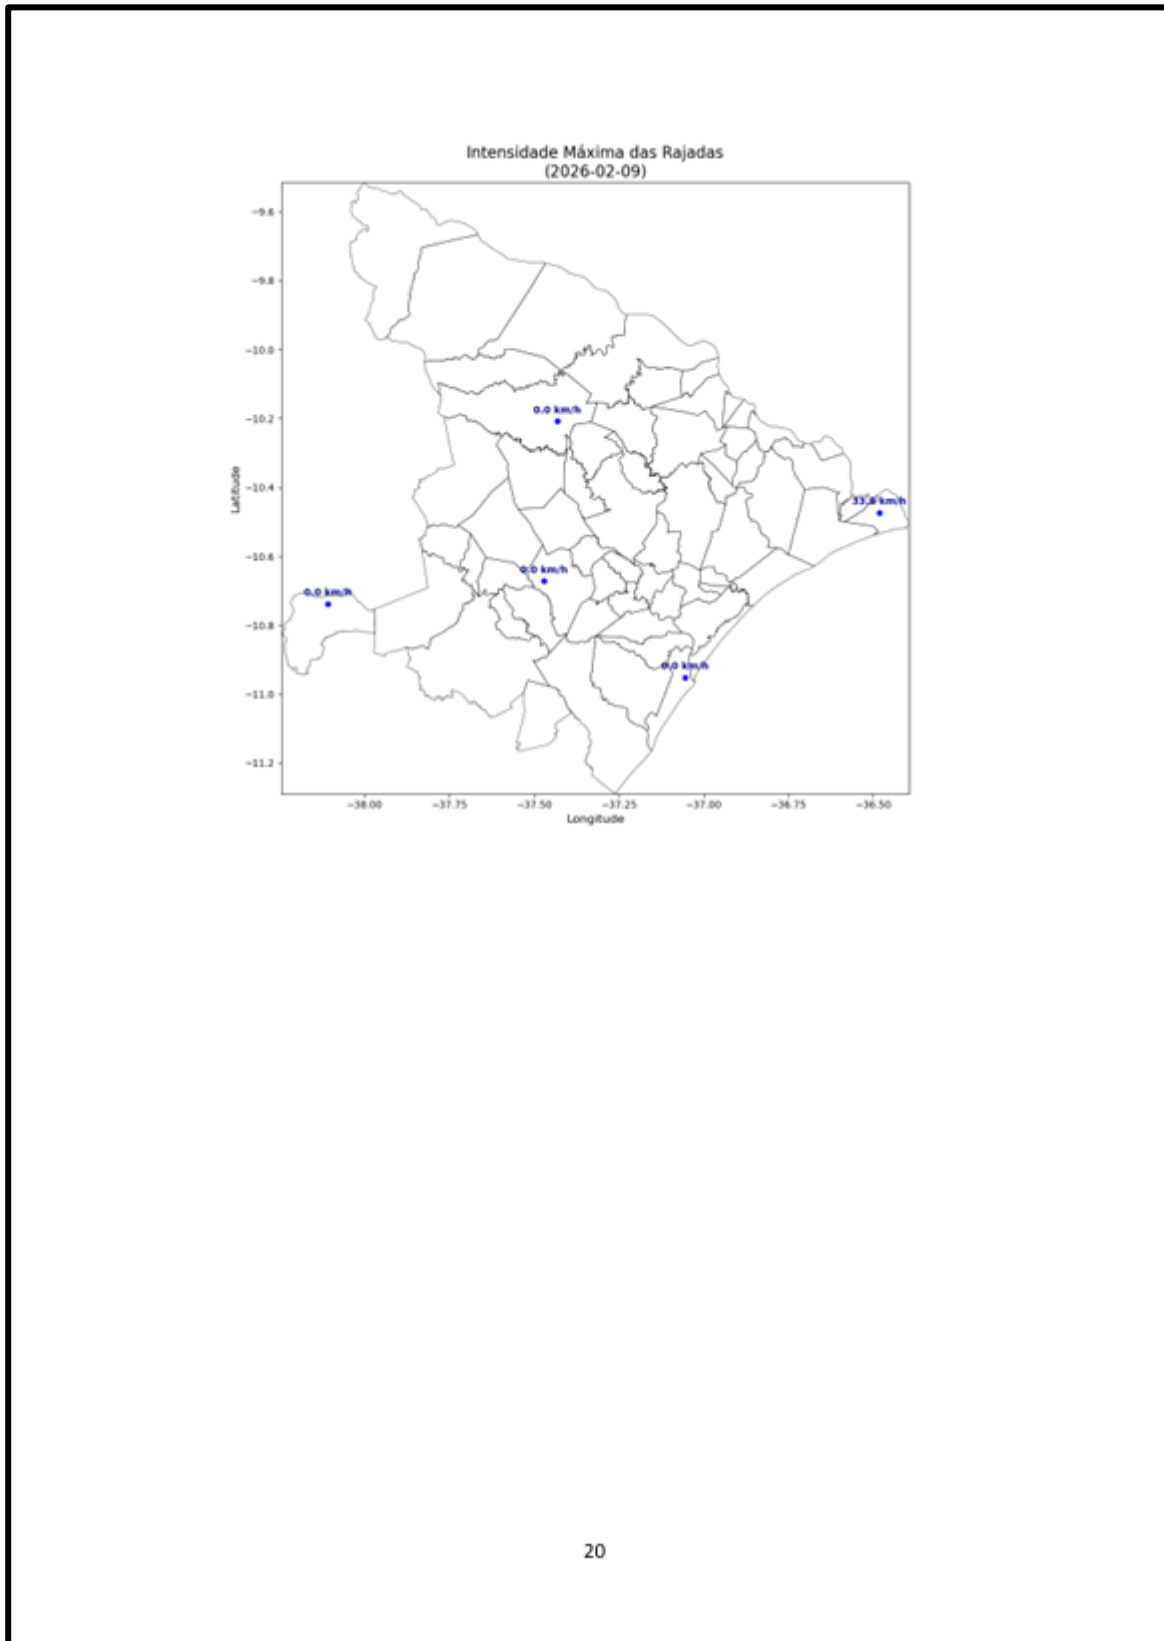 Intensidade Máxima das Rajadas
(2026-02-09)
−9.6
−9.8
−10.0
−10.2
−10.4
−10.6
−10.8
−11.0
−11.2
Latitude
0.0 km/h
km/h
0.0 km/h
0.0 km/h
0.0 km/h
−38.00
−37.75
−37.50
−37.25
−37.00
−36.75
−36.50
Longitude
20